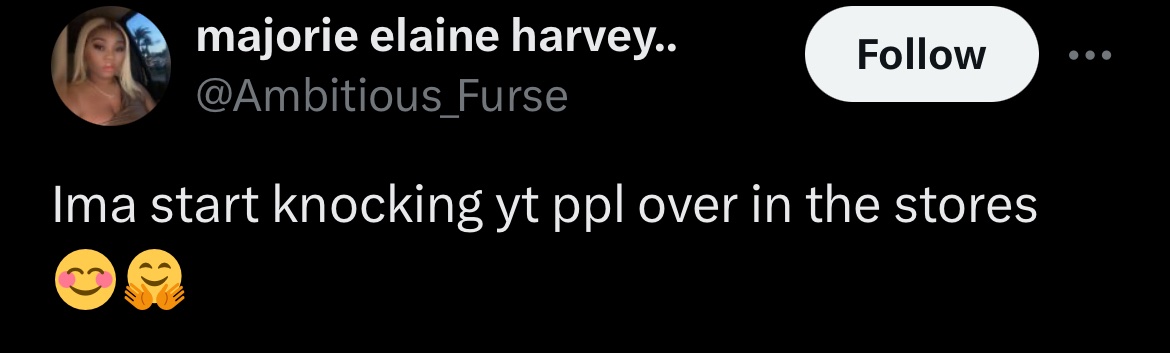 majorie elaine harvey..
Follow
@Ambitious_Furse
Ima start knocking yt ppl over in the stores
😊🤗